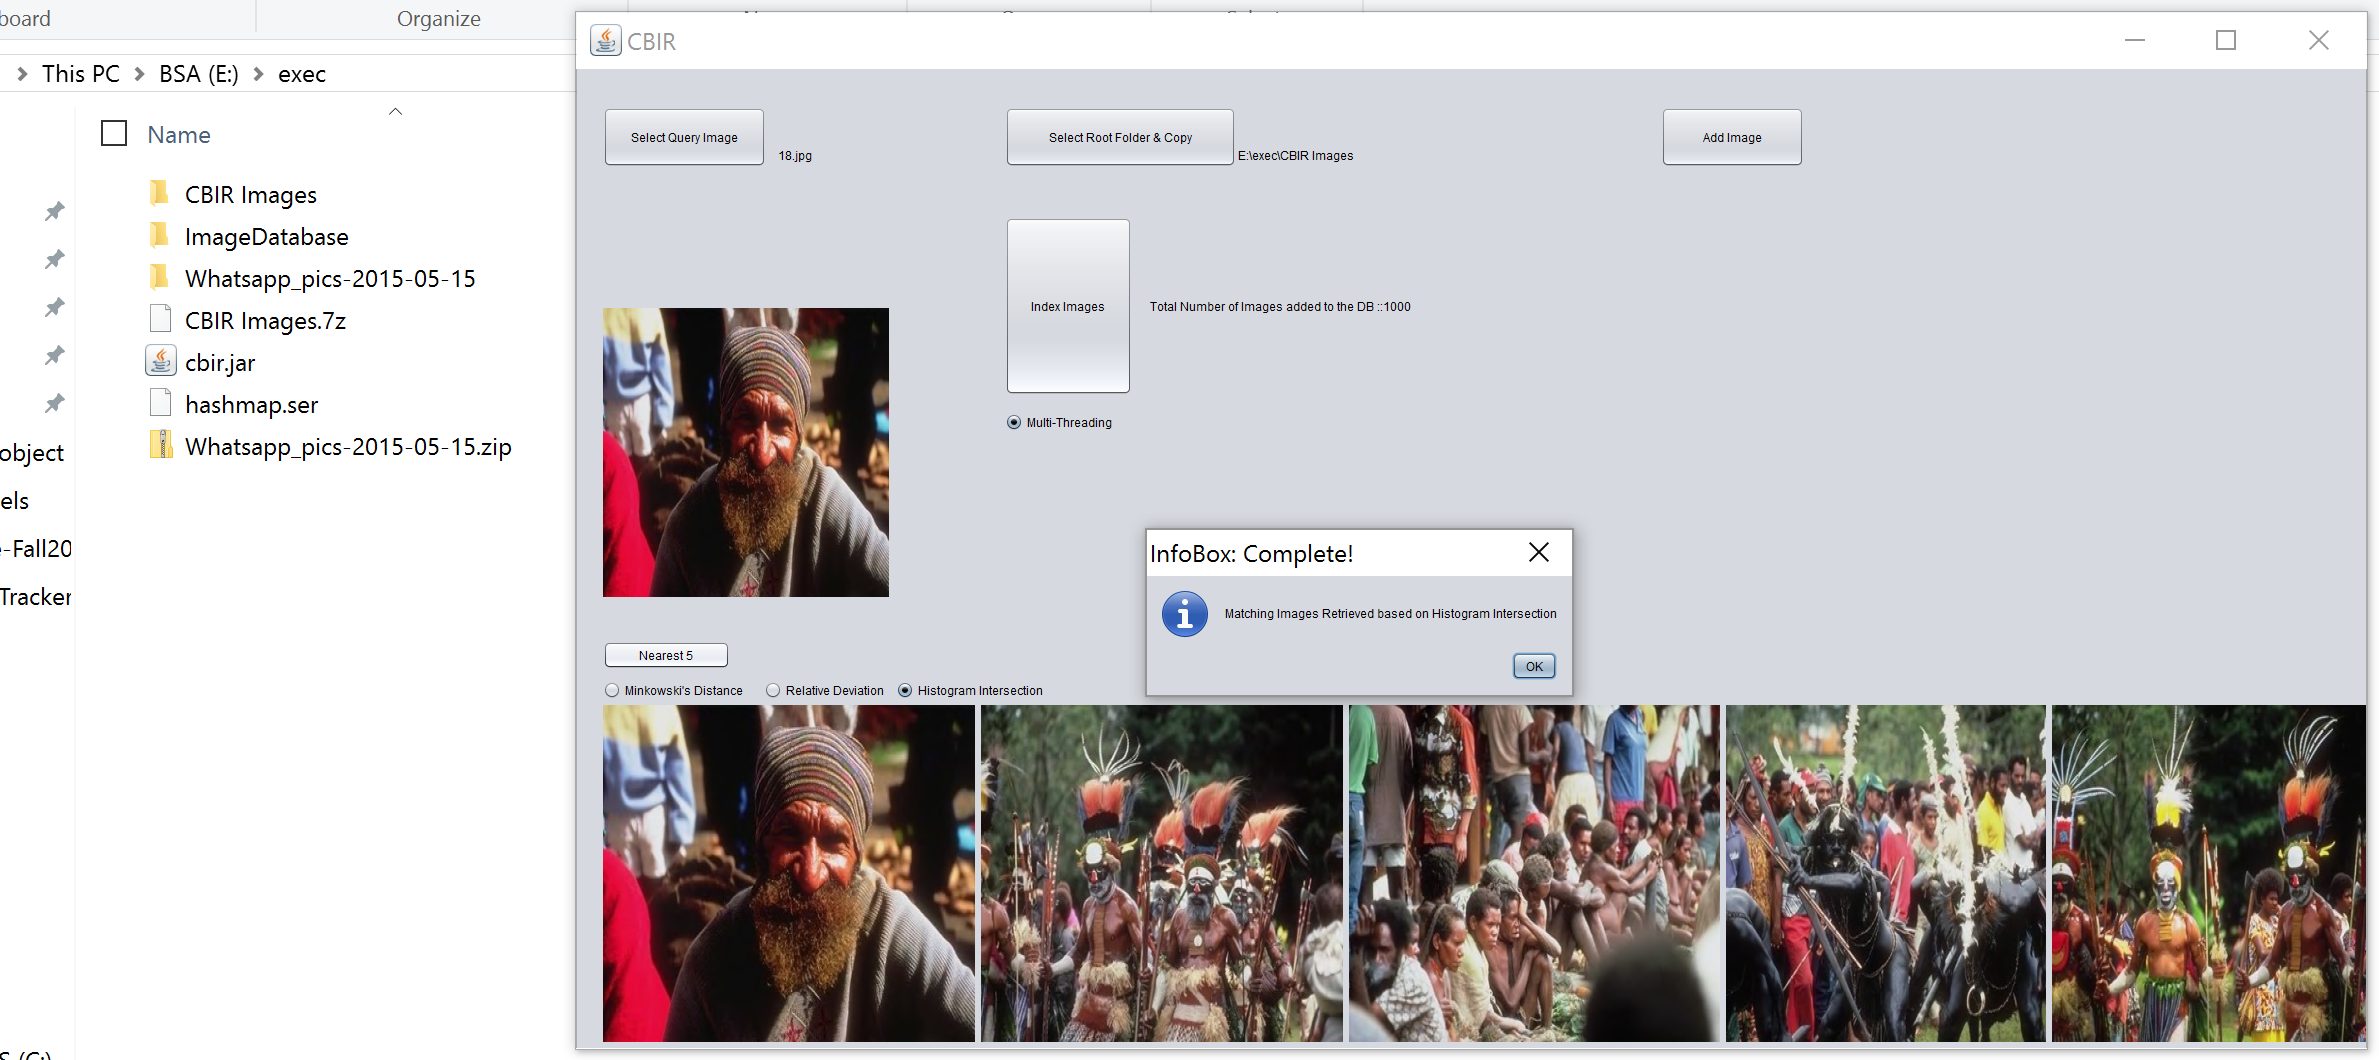 Organize
This PC > BSA (E:) > exec
Name
CBIR Images
ImageDatabase
Whatsapp_pics-2015-05-15
CBIR Images.7z
cbir.jar
hashmap.ser
Whatsapp_pics-2015-05-15.zip
object
els
-Fall20
Tracker
CBIR
Select Query Image
18.jpg
Select Root Folder & Copy
E:\exec\CBIR Images
Add Image
Index Images
Total Number of Images added to the DB ::1000
Multi-Threading
InfoBox: Complete!
Matching Images Retrieved based on Histogram Intersection
OK
Nearest 5
Minkowski's Distance
Relative Deviation
Histogram Intersection